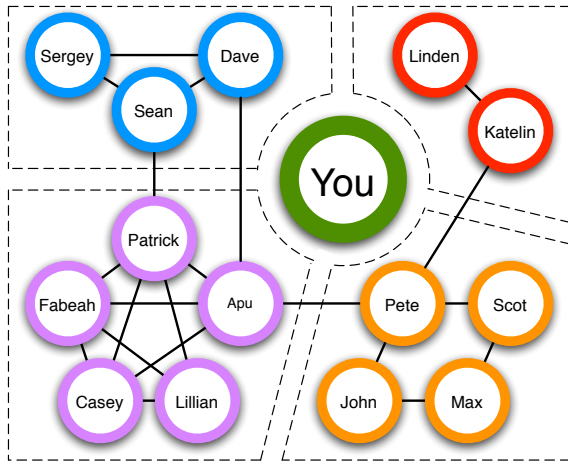 Sergey
Dave
Linden
Sean
Katelin
You
Patrick
Fabeah
Apu
Pete
Scot
Casey
Lillian
John
Max